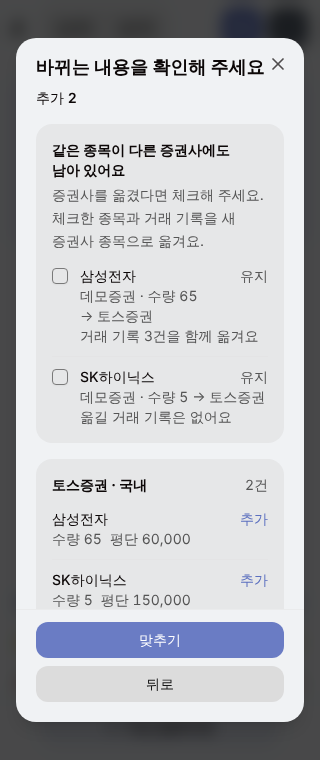 바뀌는 내용을 확인해 주세요
추가 2
같은 종목이 다른 증권사에도
남아 있어요
증권사를 옮겼다면 체크해 주세요.
체크한 종목과 거래 기록을 새
증권사 종목으로 옮겨요.
삼성전자 유지
데모증권 · 수량 65
→ 토스증권
거래 기록 3건을 함께 옮겨요
SK하이닉스 유지
데모증권 · 수량 5 → 토스증권
옮길 거래 기록은 없어요
토스증권 · 국내 2건
삼성전자 추가
수량 65 평단 60,000
SK하이닉스 추가
수량 5 평단 150,000
맞추기
뒤로